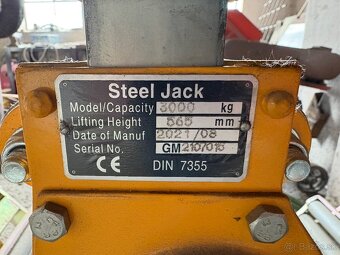 Steel Jack
Model/Capacity 3000 kg
Lifting Height 565 mm
Date of Manuf 2021/08
Serial No. GM210/015
CE DIN 7355